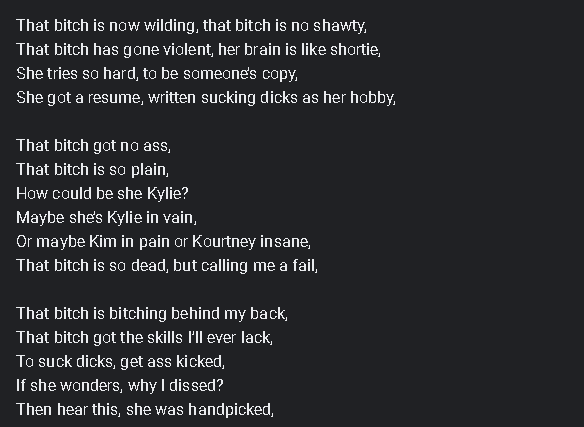 That bitch is now wilding, that bitch is no shawty,
That bitch has gone violent, her brain is like shortie,
She tries so hard, to be someone's copy,
She got a resume, written sucking dicks as her hobby,

That bitch got no ass,
That bitch is so plain,
How could be she Kylie?
Maybe she's Kylie in vain,
Or maybe Kim in pain or Kourtney insane,
That bitch is so dead, but calling me a fail,

That bitch is bitching behind my back,
That bitch got the skills I'll ever lack,
To suck dicks, get ass kicked,
If she wonders, why I dissed?
Then hear this, she was handpicked,